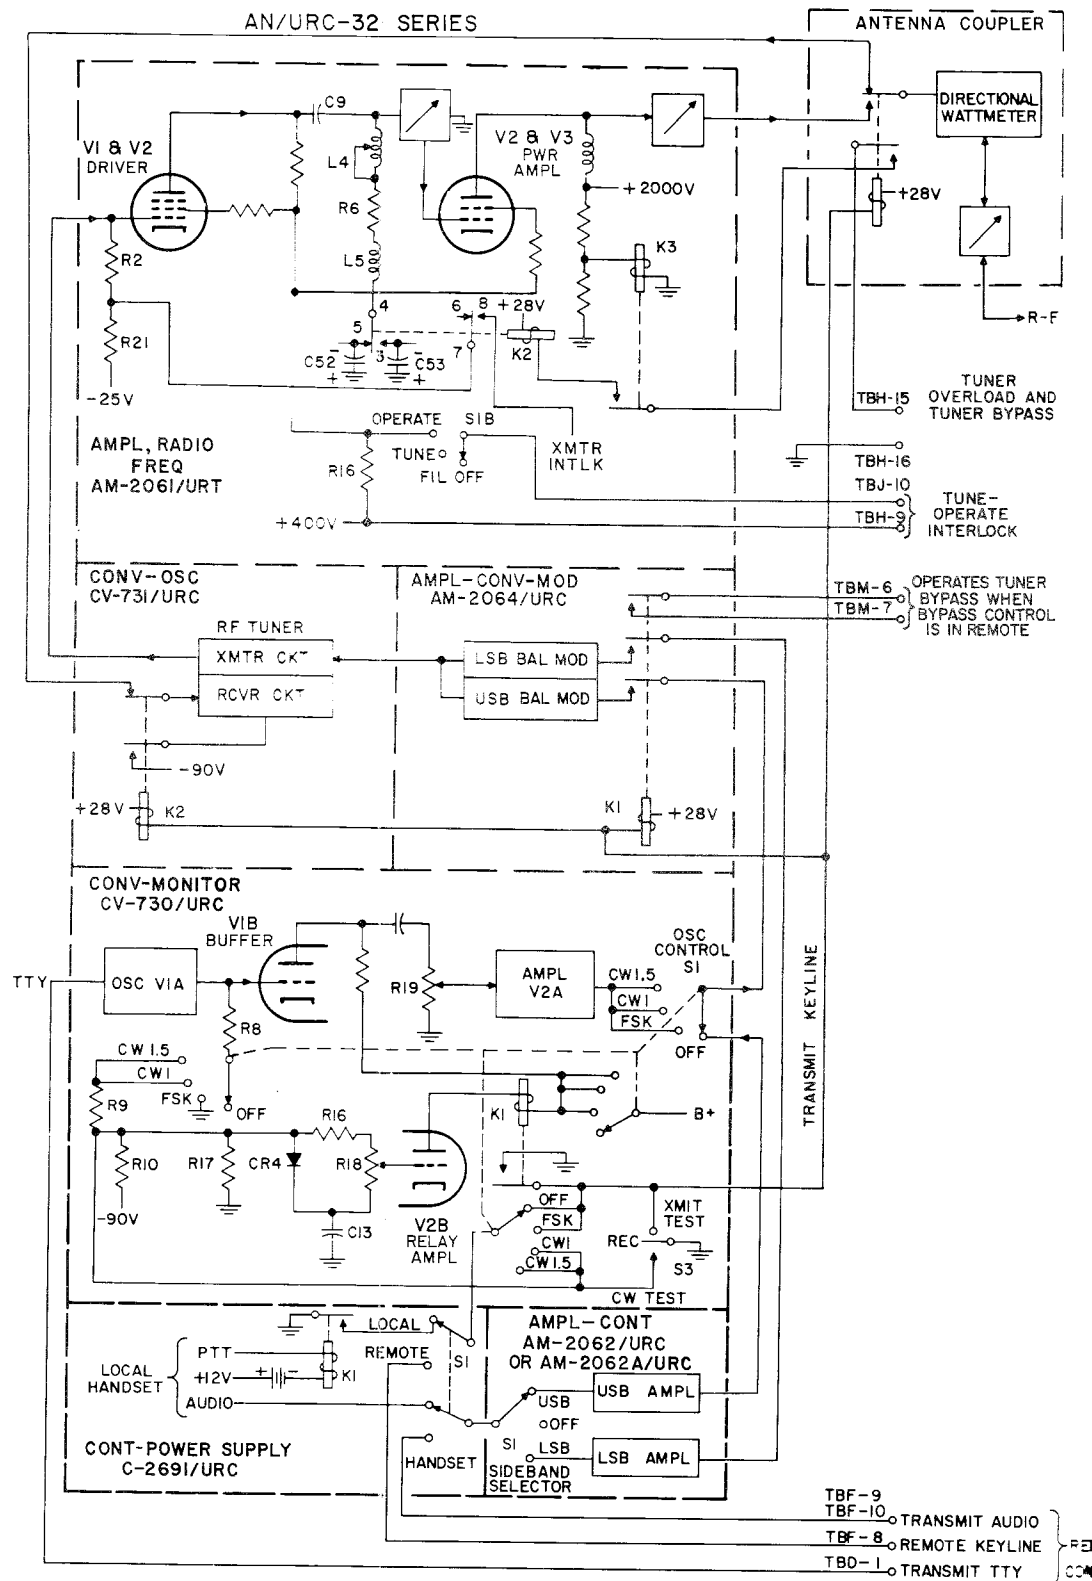 AN/URC-32 SERIES
ANTENNA COUPLER
C9
V1 & V2
DRIVER
L4
R6
L5
V2 & V3
PWR
AMPL
+2000V
K3
DIRECTIONAL
WATTMETER
+28V
R-F
R2
R21
-25V
4
5
3
C52
-
+
C53
-
+
6
8
7
+28V
K2
AMPL, RADIO
FREQ
AM-2061/URT
OPERATE
S1B
TUNE
FIL OFF
R16
+400V
XMTR
INTLK
TBH-15
TUNER
OVERLOAD AND
TUNER BYPASS
TBH-16
TBJ-10
TBH-9
TUNE-
OPERATE
INTERLOCK
CONV-OSC
CV-731/URC
AMPL-CONV-MOD
AM-2064/URC
TBM-6
TBM-7
OPERATES TUNER
BYPASS WHEN
BYPASS CONTROL
IS IN REMOTE
RF TUNER
XMTR CKT
RCVR CKT
LSB BAL MOD
USB BAL MOD
-90V
+28V
K2
K1
+28V
CONV-MONITOR
CV-730/URC
V1B
BUFFER
TTY
OSC V1A
R8
R19
AMPL
V2A
OSC
CONTROL
S1
CW1.5
CW1
FSK
OFF
TRANSMIT KEYLINE
CW1.5
CW1
FSK
OFF
R9
R10
-90V
R17
CR4
R16
R18
C13
V2B
RELAY
AMPL
K1
B+
OFF
FSK
CW1
CW1.5
XMIT
TEST
REC
S3
CW TEST
LOCAL
REMOTE
S1
LOCAL
HANDSET
PTT
+12V
+
-
K1
AUDIO
HANDSET
CONT-POWER SUPPLY
C-2691/URC
AMPL-CONT
AM-2062/URC
OR AM-2062A/URC
USB
OFF
LSB
S1
SIDEBAND
SELECTOR
USB AMPL
LSB AMPL
TBF-9
TBF-10
TRANSMIT AUDIO
TBF-8
REMOTE KEYLINE
TBD-1
TRANSMIT TTY